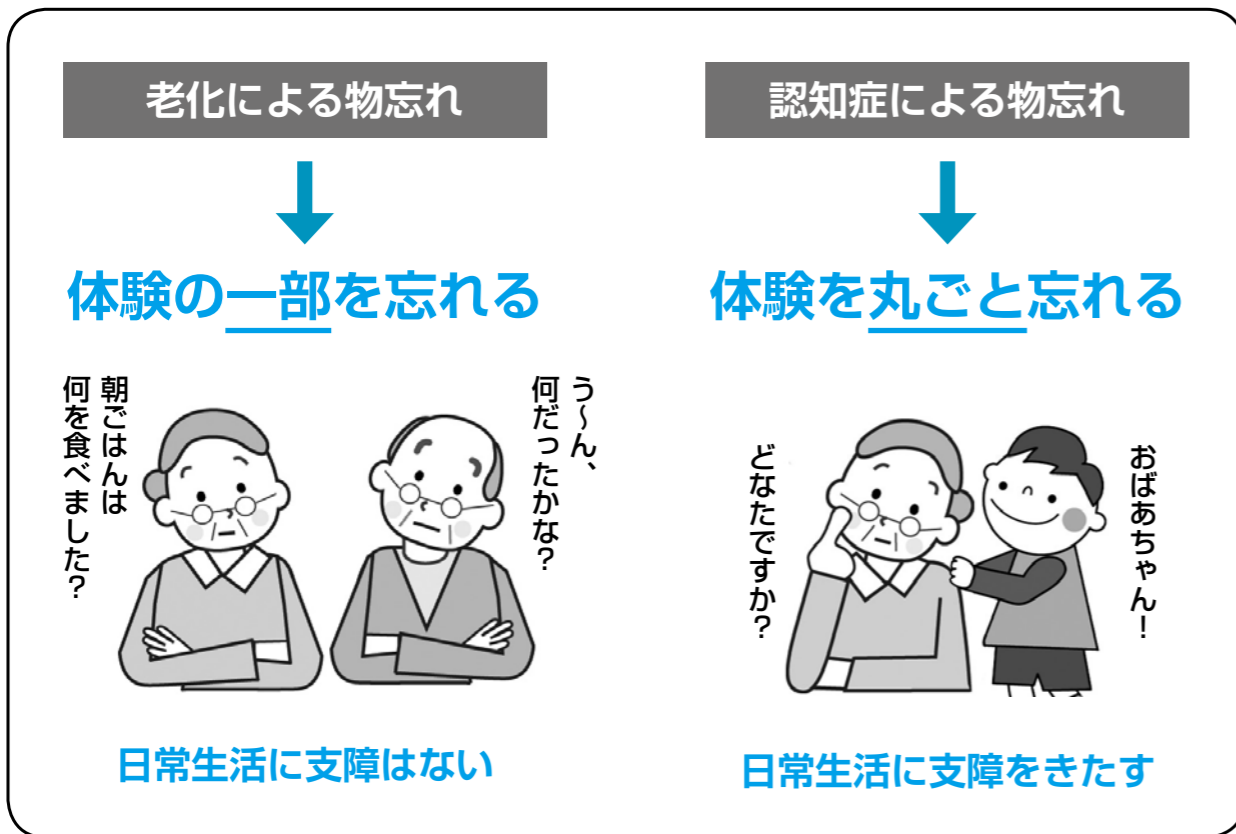 老化による物忘れ
体験の一部を忘れる
朝ごはんは
何を食べました?
う〜ん、
何だったかな?
日常生活に支障はない
認知症による物忘れ
体験を丸ごと忘れる
おばあちゃん!
どなたですか?
日常生活に支障をきたす